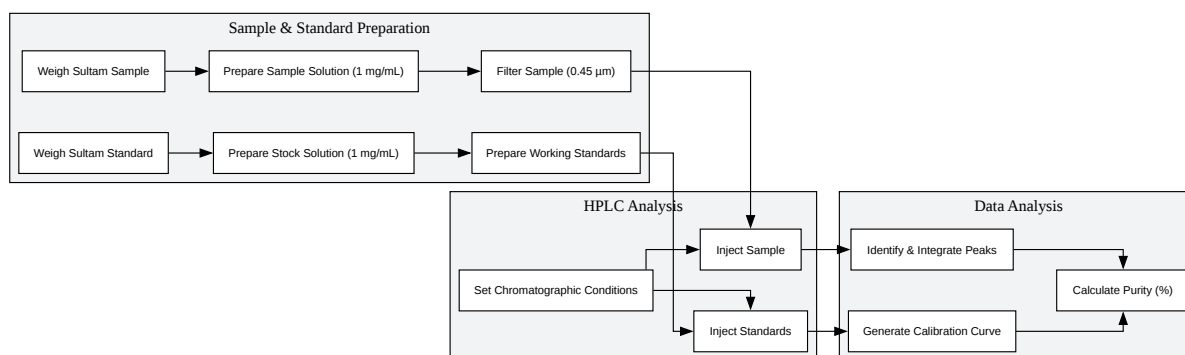 Sample & Standard Preparation
Weigh Sultam Sample
Prepare Sample Solution (1 mg/mL)
Filter Sample (0.45 µm)
Weigh Sultam Standard
Prepare Stock Solution (1 mg/mL)
Prepare Working Standards
HPLC Analysis
Inject Sample
Set Chromatographic Conditions
Inject Standards
Data Analysis
Identify & Integrate Peaks
Calculate Purity (%)
Generate Calibration Curve